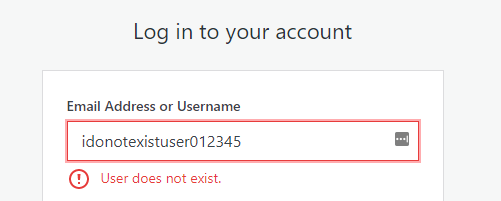 Log in to your account
Email Address or Username
idonotexistuser012345
User does not exist.